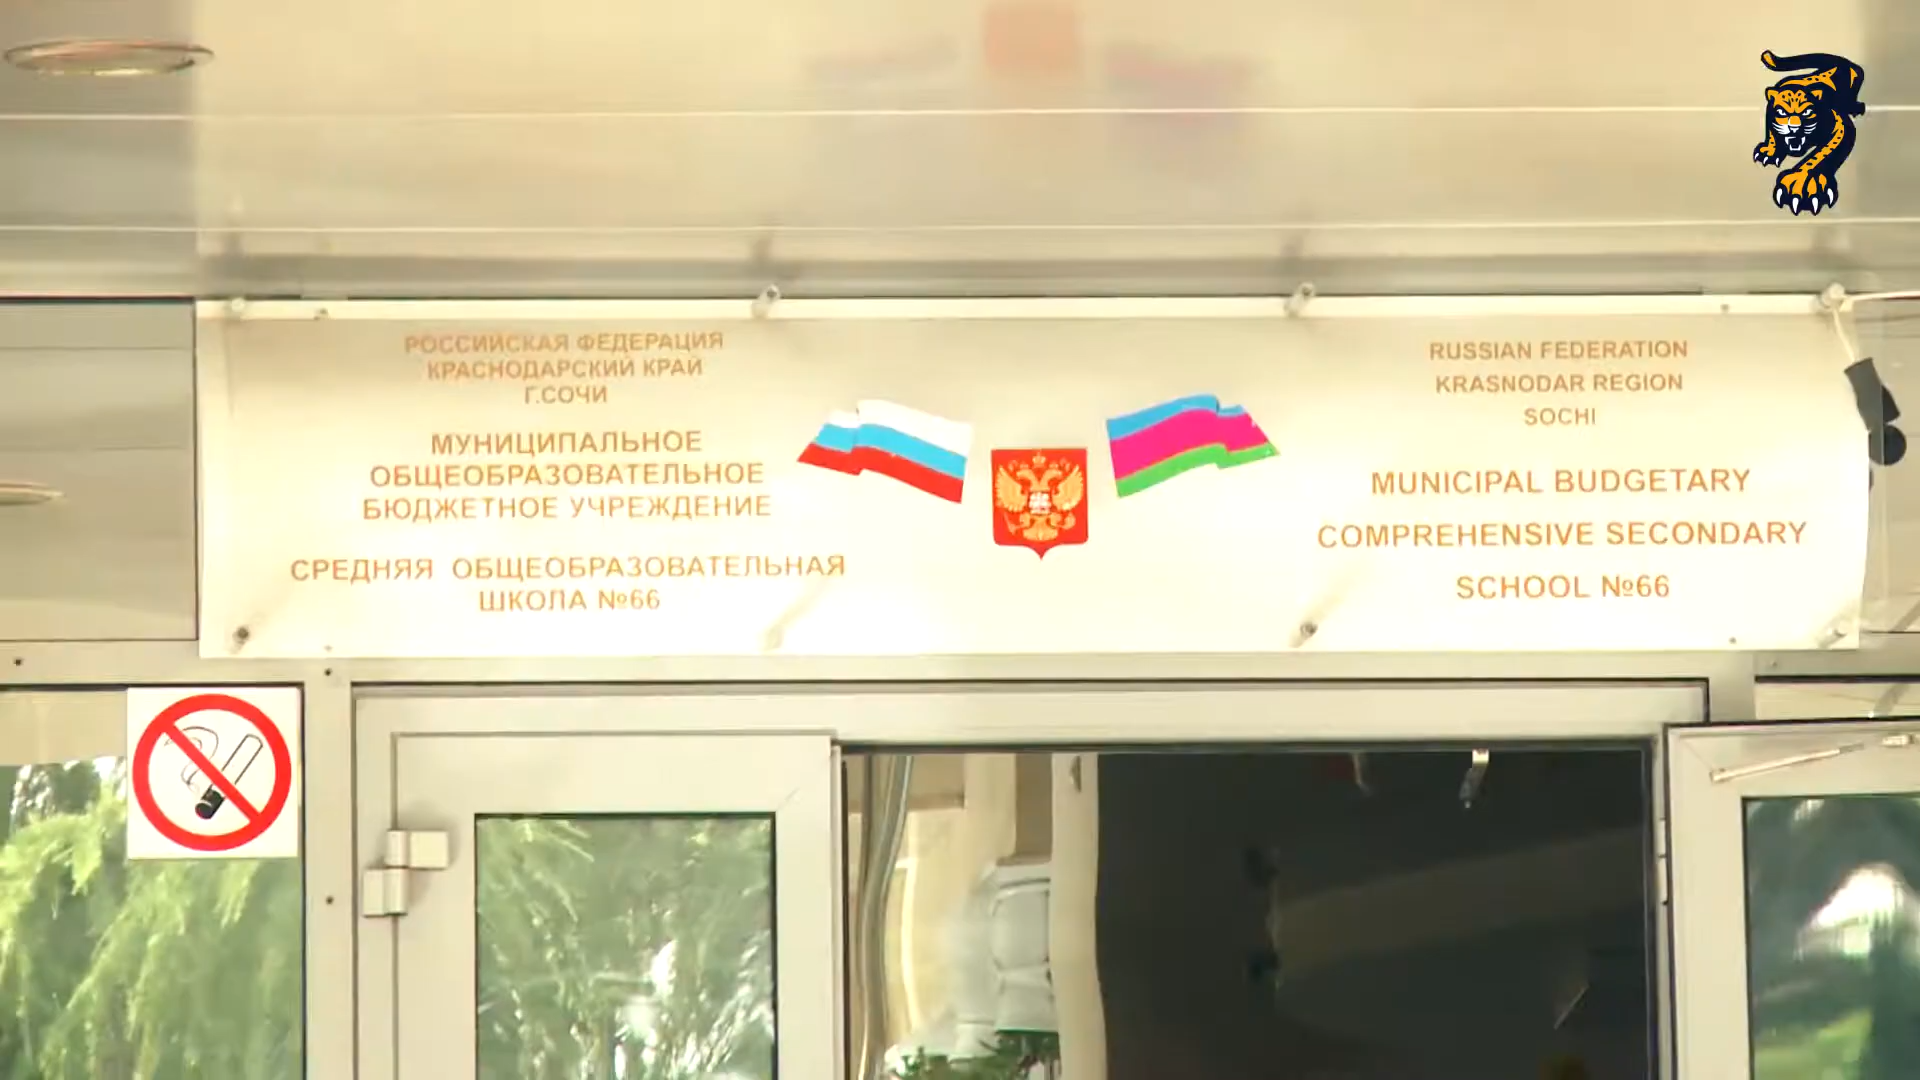 РОССИЙСКАЯ ФЕДЕРАЦИЯ
КРАСНОДАРСКИЙ КРАЙ
Г.СОЧИ
МУНИЦИПАЛЬНОЕ
ОБЩЕОБРАЗОВАТЕЛЬНОЕ
БЮДЖЕТНОЕ УЧРЕЖДЕНИЕ
СРЕДНЯЯ ОБЩЕОБРАЗОВАТЕЛЬНАЯ
ШКОЛА №66
RUSSIAN FEDERATION
KRASNODAR REGION
SOCHI
MUNICIPAL BUDGETARY
COMPREHENSIVE SECONDARY
SCHOOL №66